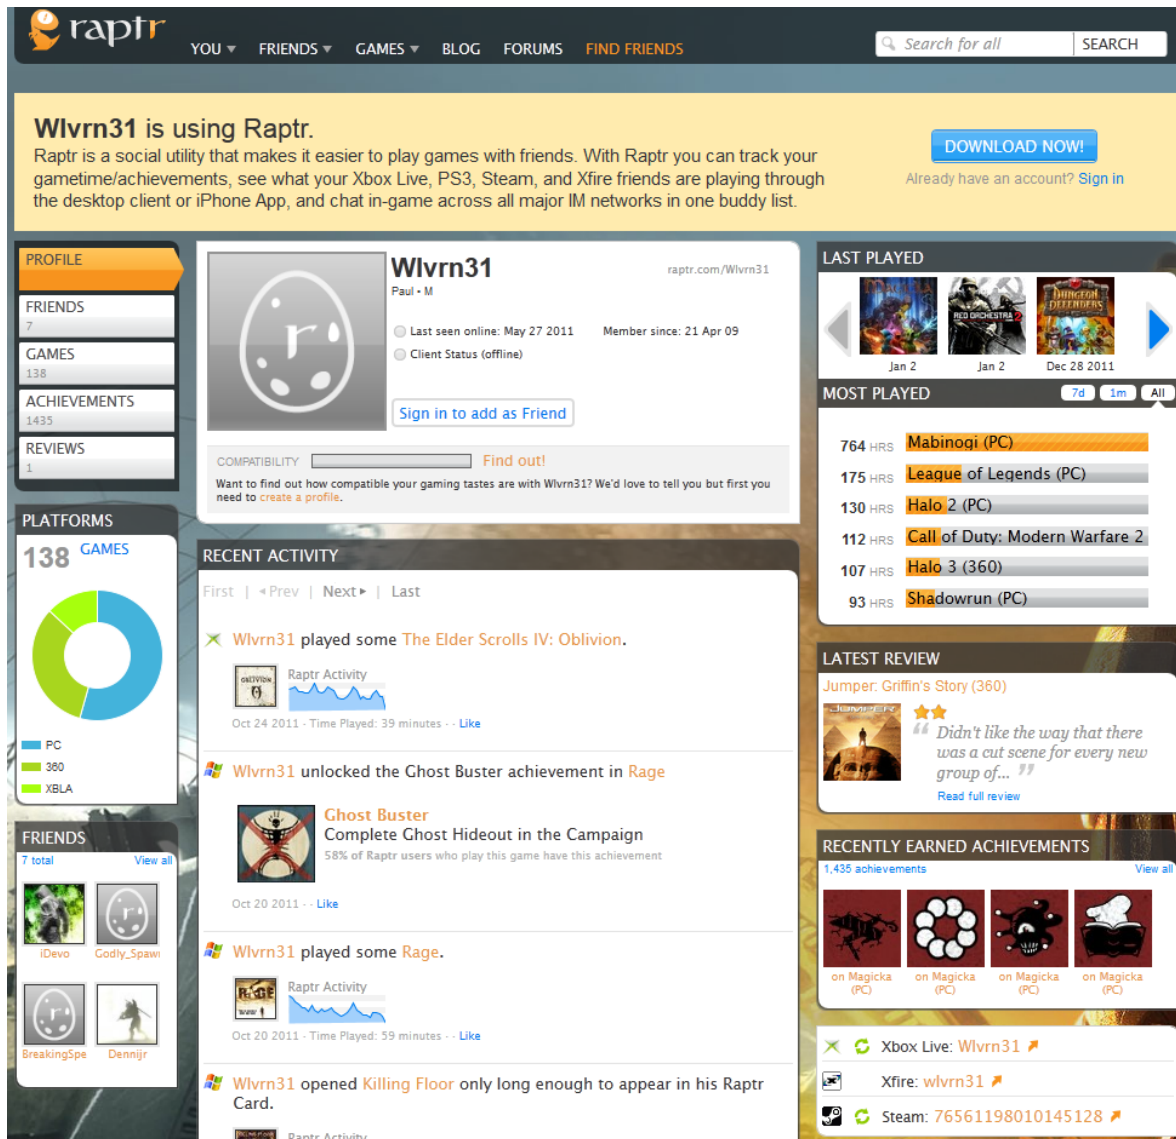 raptr
YOU FRIENDS GAMES BLOG FORUMS FIND FRIENDS
Search for all SEARCH
Wlvrn31 is using Raptr.
Raptr is a social utility that makes it easier to play games with friends. With Raptr you can track your
gametime/achievements, see what your Xbox Live, PS3, Steam, and Xfire friends are playing through
the desktop client or iPhone App, and chat in-game across all major IM networks in one buddy list.
DOWNLOAD NOW!
Already have an account? Sign in
PROFILE
FRIENDS
7
GAMES
138
ACHIEVEMENTS
1435
REVIEWS
1
PLATFORMS
138 GAMES
PC
360
XBLA
FRIENDS
7 total View all
iDevo Godly_Spawn
BreakingSpe Dennijr
r
Wlvrn31
raptr.com/Wlvrn31
Paul • M
Last seen online: May 27 2011 Member since: 21 Apr 09
Client Status (offline)
Sign in to add as Friend
COMPATIBILITY Find out!
Want to find out how compatible your gaming tastes are with Wlvrn31? We'd love to tell you but first you
need to create a profile.
RECENT ACTIVITY
First | ◂ Prev | Next ▸ | Last
Wlvrn31 played some The Elder Scrolls IV: Oblivion.
OBLIVION
Raptr Activity
Oct 24 2011 · Time Played: 39 minutes · · Like
Wlvrn31 unlocked the Ghost Buster achievement in Rage
Ghost Buster
Complete Ghost Hideout in the Campaign
58% of Raptr users who play this game have this achievement
Oct 20 2011 · · Like
Wlvrn31 played some Rage.
RAGE
Raptr Activity
Oct 20 2011 · Time Played: 59 minutes · · Like
Wlvrn31 opened Killing Floor only long enough to appear in his Raptr
Card.
Raptr Activity
LAST PLAYED
MAGICKA
RED ORCHESTRA 2
DUNGEON
DEFENDERS
Jan 2 Jan 2 Dec 28 2011
MOST PLAYED 7d 1m All
764 HRS Mabinogi (PC)
175 HRS League of Legends (PC)
130 HRS Halo 2 (PC)
112 HRS Call of Duty: Modern Warfare 2
107 HRS Halo 3 (360)
93 HRS Shadowrun (PC)
LATEST REVIEW
Jumper: Griffin's Story (360)
JUMPER
“ Didn't like the way that there
was a cut scene for every new
group of... ”
Read full review
RECENTLY EARNED ACHIEVEMENTS
1,435 achievements View all
on Magicka
(PC)
on Magicka
(PC)
on Magicka
(PC)
on Magicka
(PC)
Xbox Live: Wlvrn31
Xfire: wlvrn31
Steam: 76561198010145128